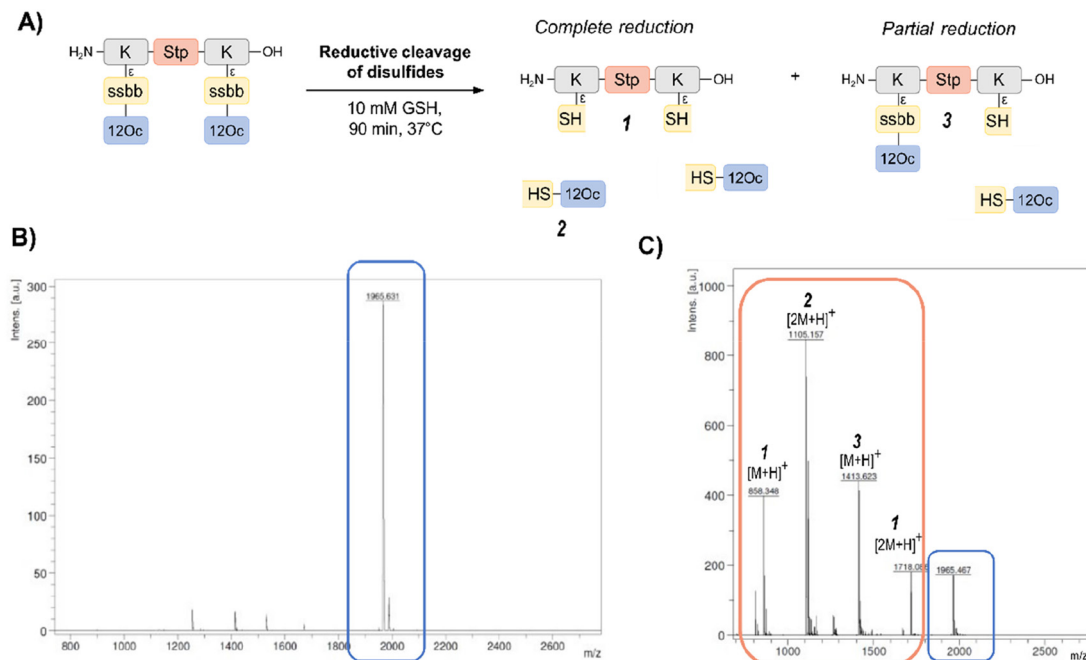 A)
Complete reduction
Partial reduction
H₂N K Stp K OH
ε ε
ssbb ssbb
12Oc 12Oc
Reductive cleavage
of disulfides
10 mM GSH,
90 min, 37°C
H₂N K Stp K OH
ε ε
SH 1 SH
HS 12Oc
HS 12Oc
2
+
H₂N K Stp K OH
ε ε
ssbb 3 SH
12Oc
HS 12Oc
B)
Intens. [a.u.]
300
250
200
150
100
50
0
1965.631
800 1000 1200 1400 1600 1800 2000 2200 2400 2600 m/z
C)
Intens. [a.u.]
1000
800
600
400
200
0
2
[2M+H]⁺
1105.157
1
[M+H]⁺
858.348
3
[M+H]⁺
1413.623
1
[2M+H]⁺
1965.467
1000 1500 2000 2500 m/z